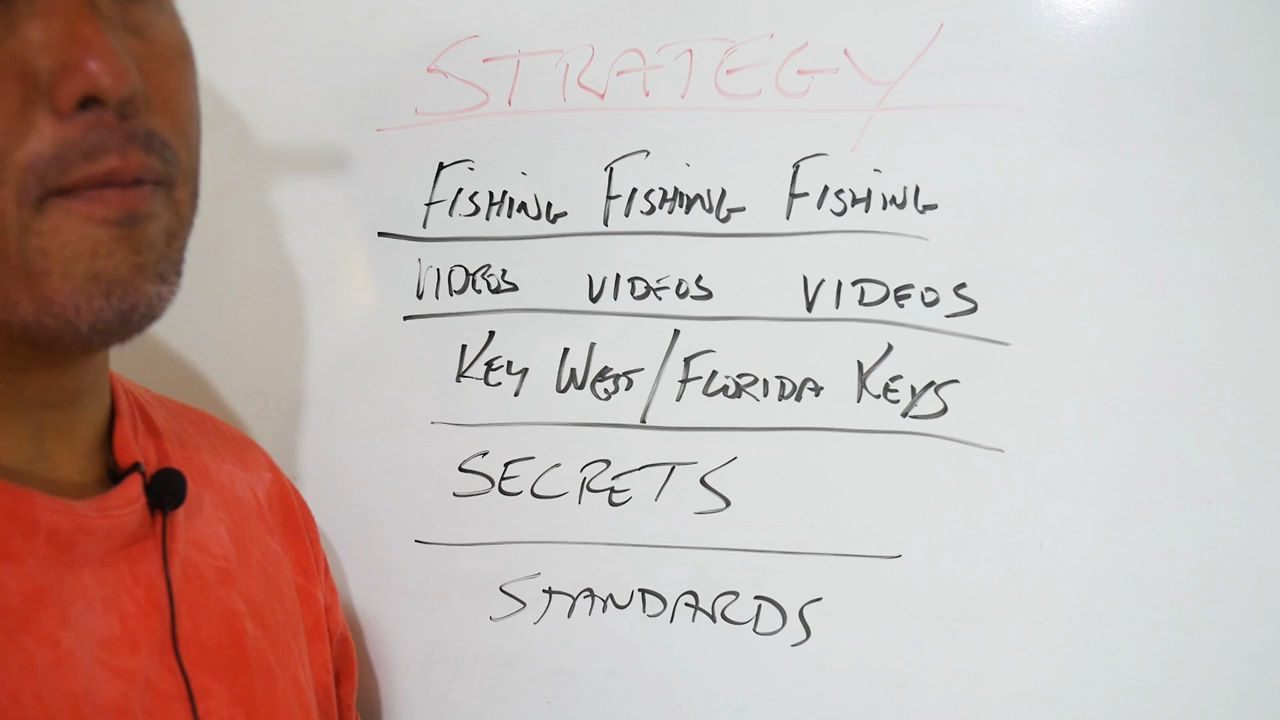 STRATEGY
FISHING FISHING FISHING
VIDEOS VIDEOS VIDEOS
KEY WEST/FLORIDA KEYS
SECRETS
STANDARDS